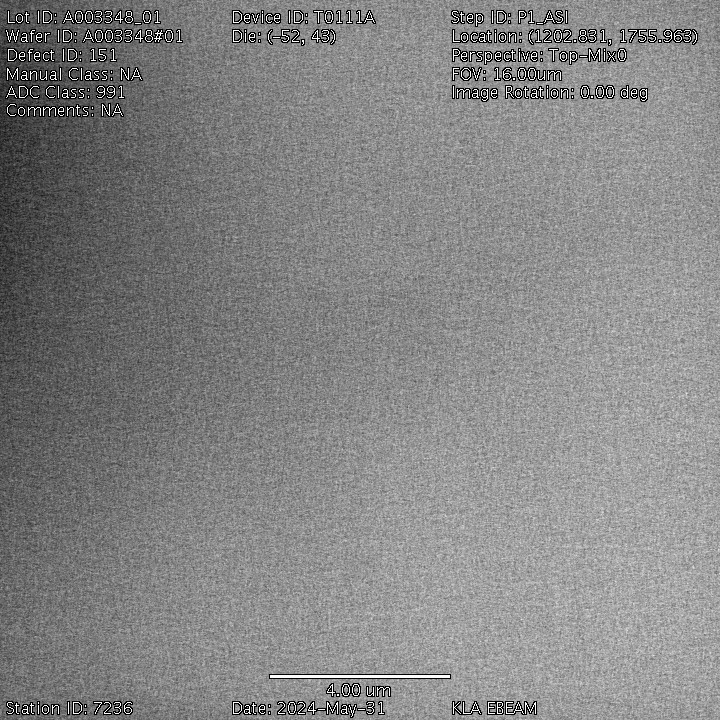 Lot ID: A003348_01 Device ID: T0111A Step ID: P1_ASI
Wafer ID: A003348#01 Die: (-52, 43) Location: (1202.831, 1755.963)
Defect ID: 151 Perspective: Top-Mix0
Manual Class: NA FOV: 16.00um
ADC Class: 991 Image Rotation: 0.00 deg
Comments: NA
4.00 um
Station ID: 7236 Date: 2024-May-31 KLA EBEAM